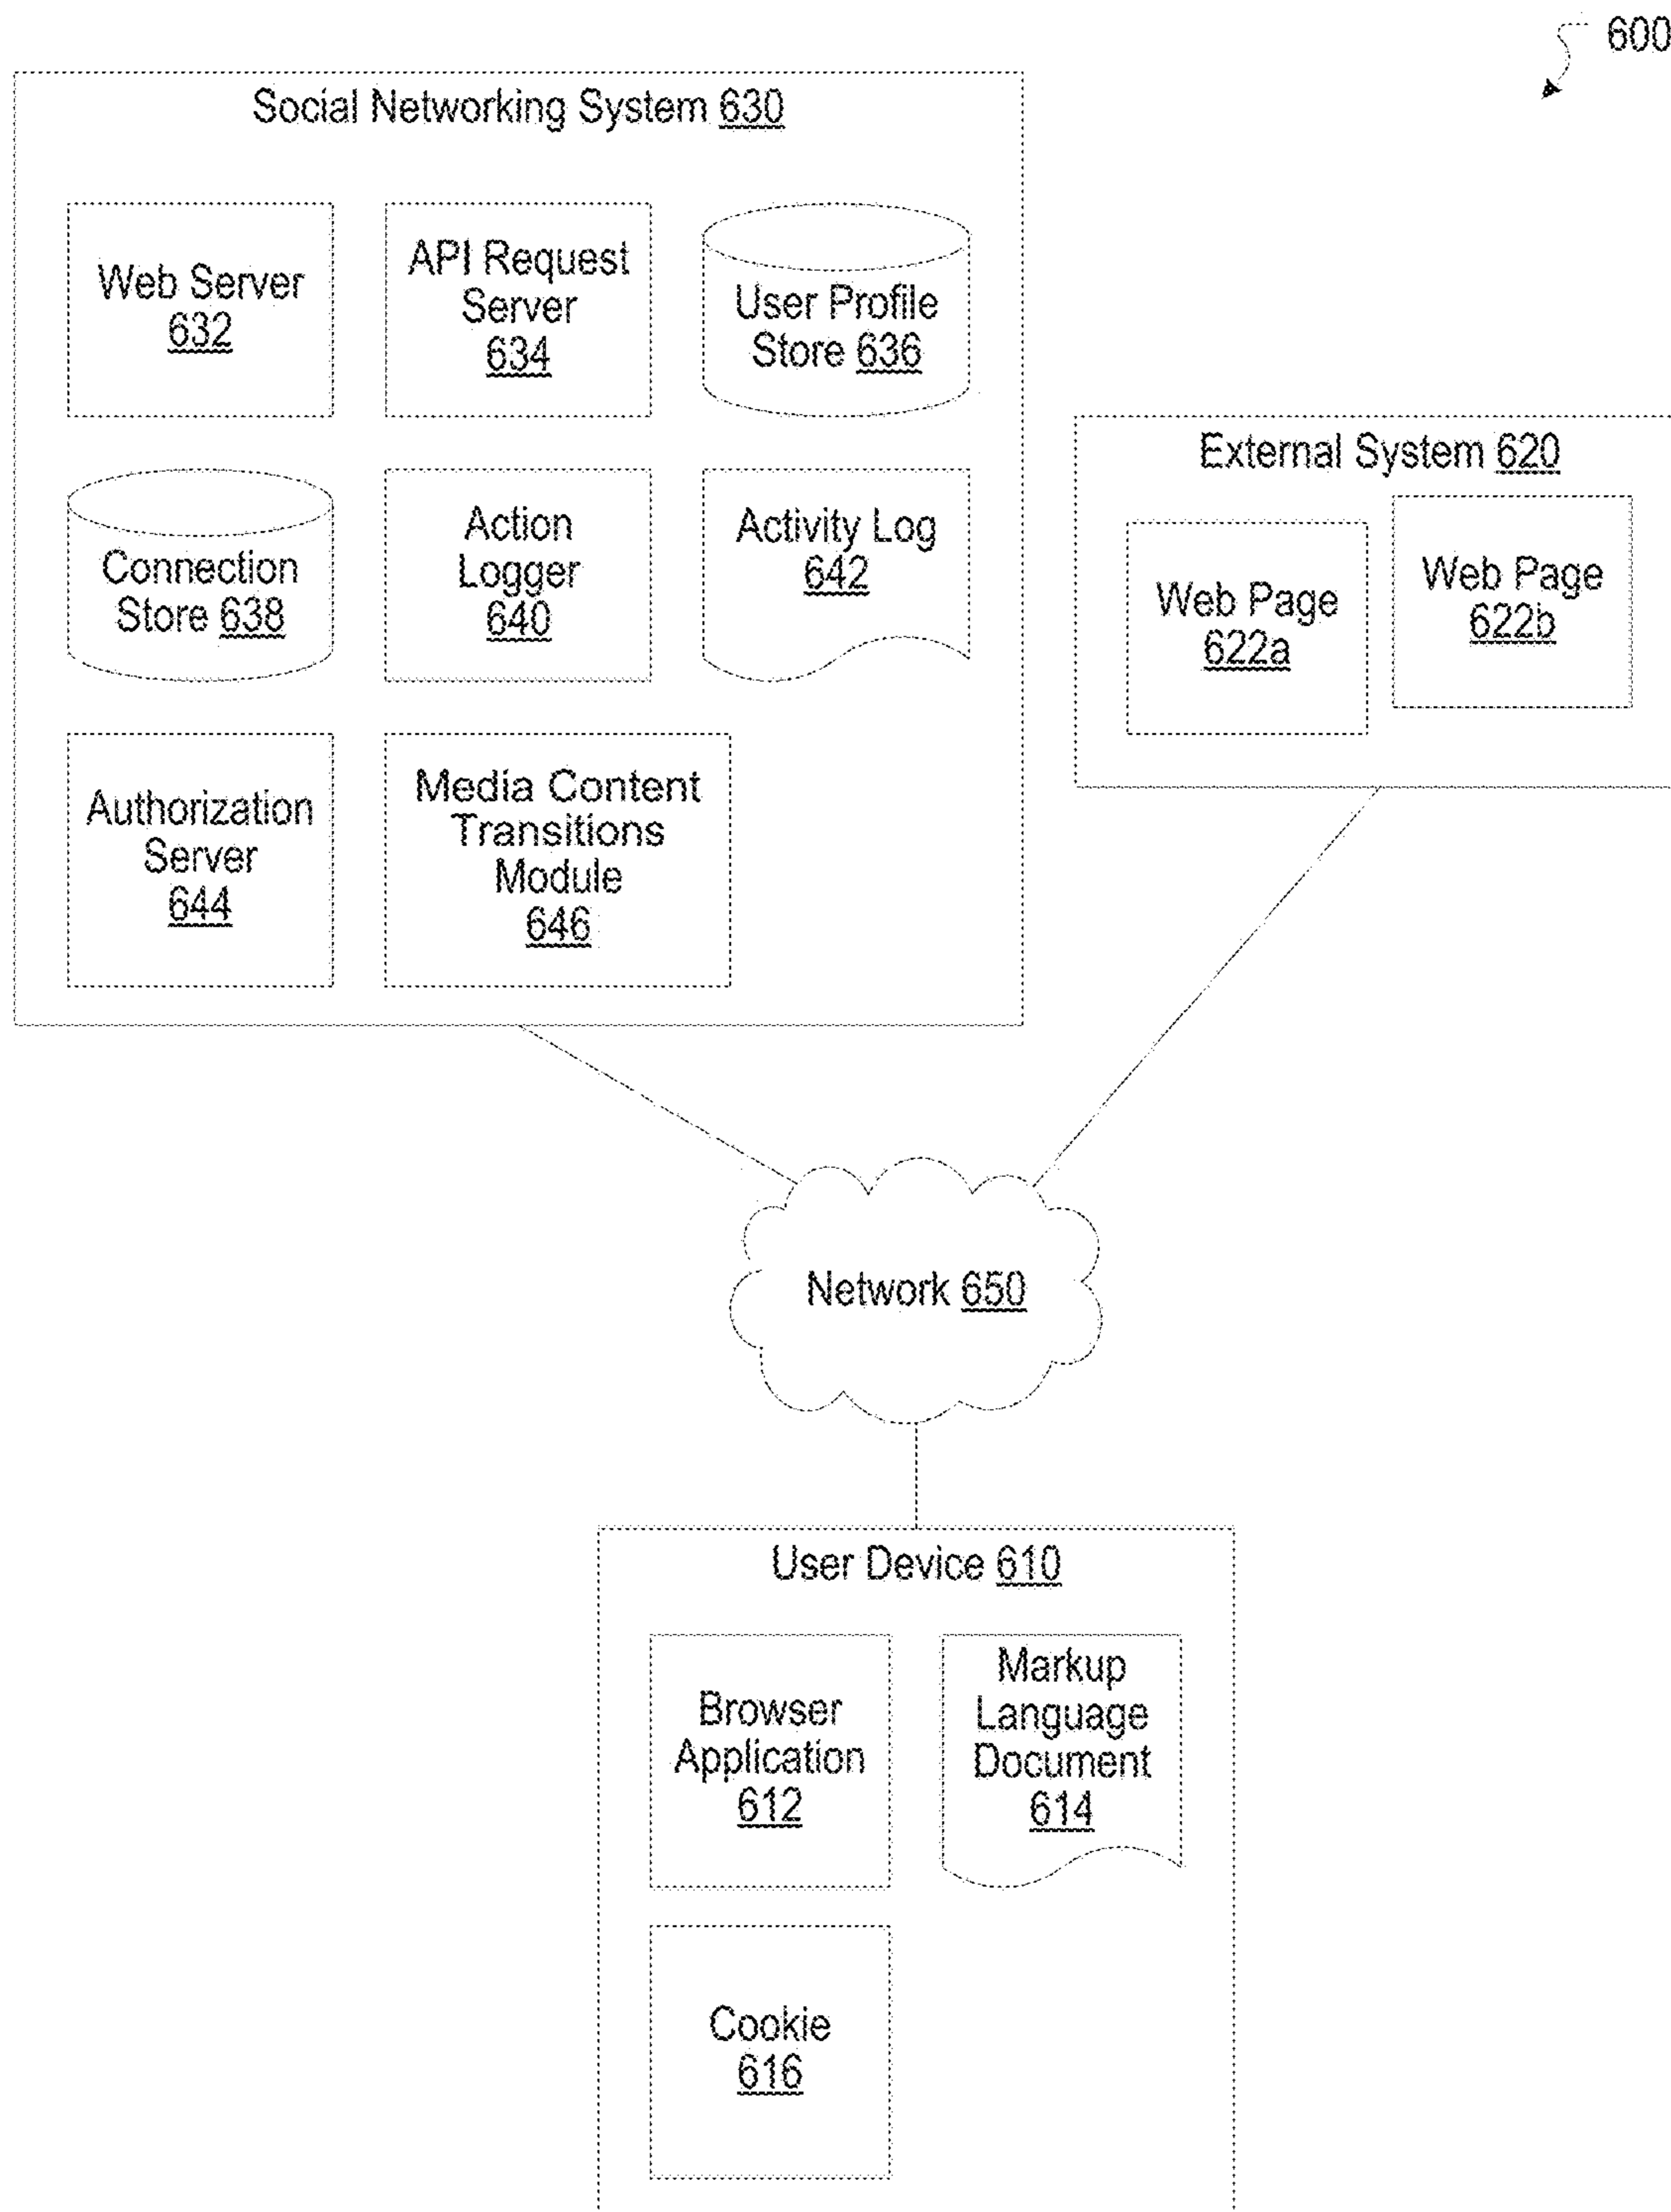 600
Social Networking System 630
Web Server
632
API Request
Server
634
User Profile
Store 636
Connection
Store 638
Action
Logger
640
Activity Log
642
Authorization
Server
644
Media Content
Transitions
Module
646
External System 620
Web Page
622a
Web Page
622b
Network 650
User Device 610
Browser
Application
612
Markup
Language
Document
614
Cookie
616